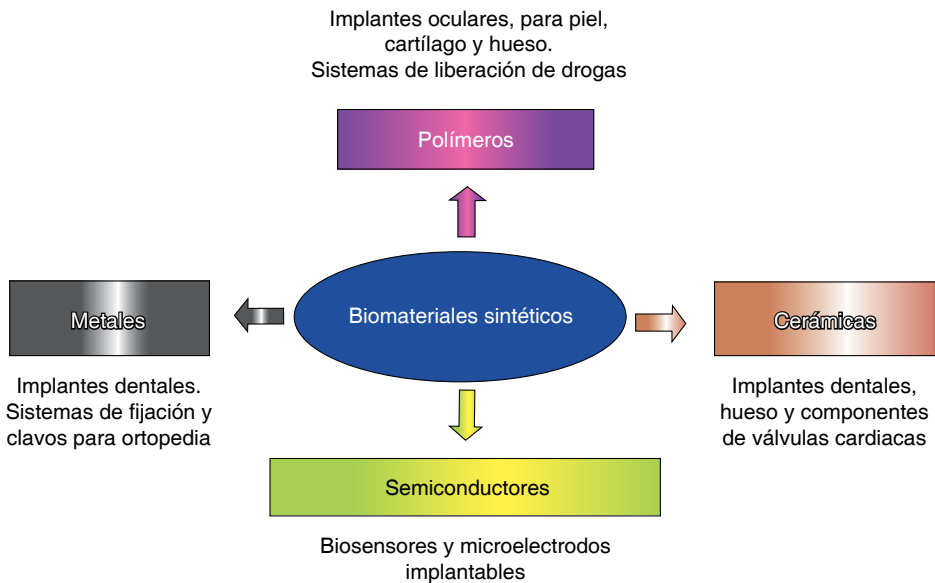 Implantes oculares, para piel,
cartílago y hueso.
Sistemas de liberación de drogas
Polímeros
Metales
Biomateriales sintéticos
Cerámicas
Implantes dentales.
Sistemas de fijación y
clavos para ortopedia
Implantes dentales,
hueso y componentes
de válvulas cardiacas
Semiconductores
Biosensores y microelectrodos
implantables